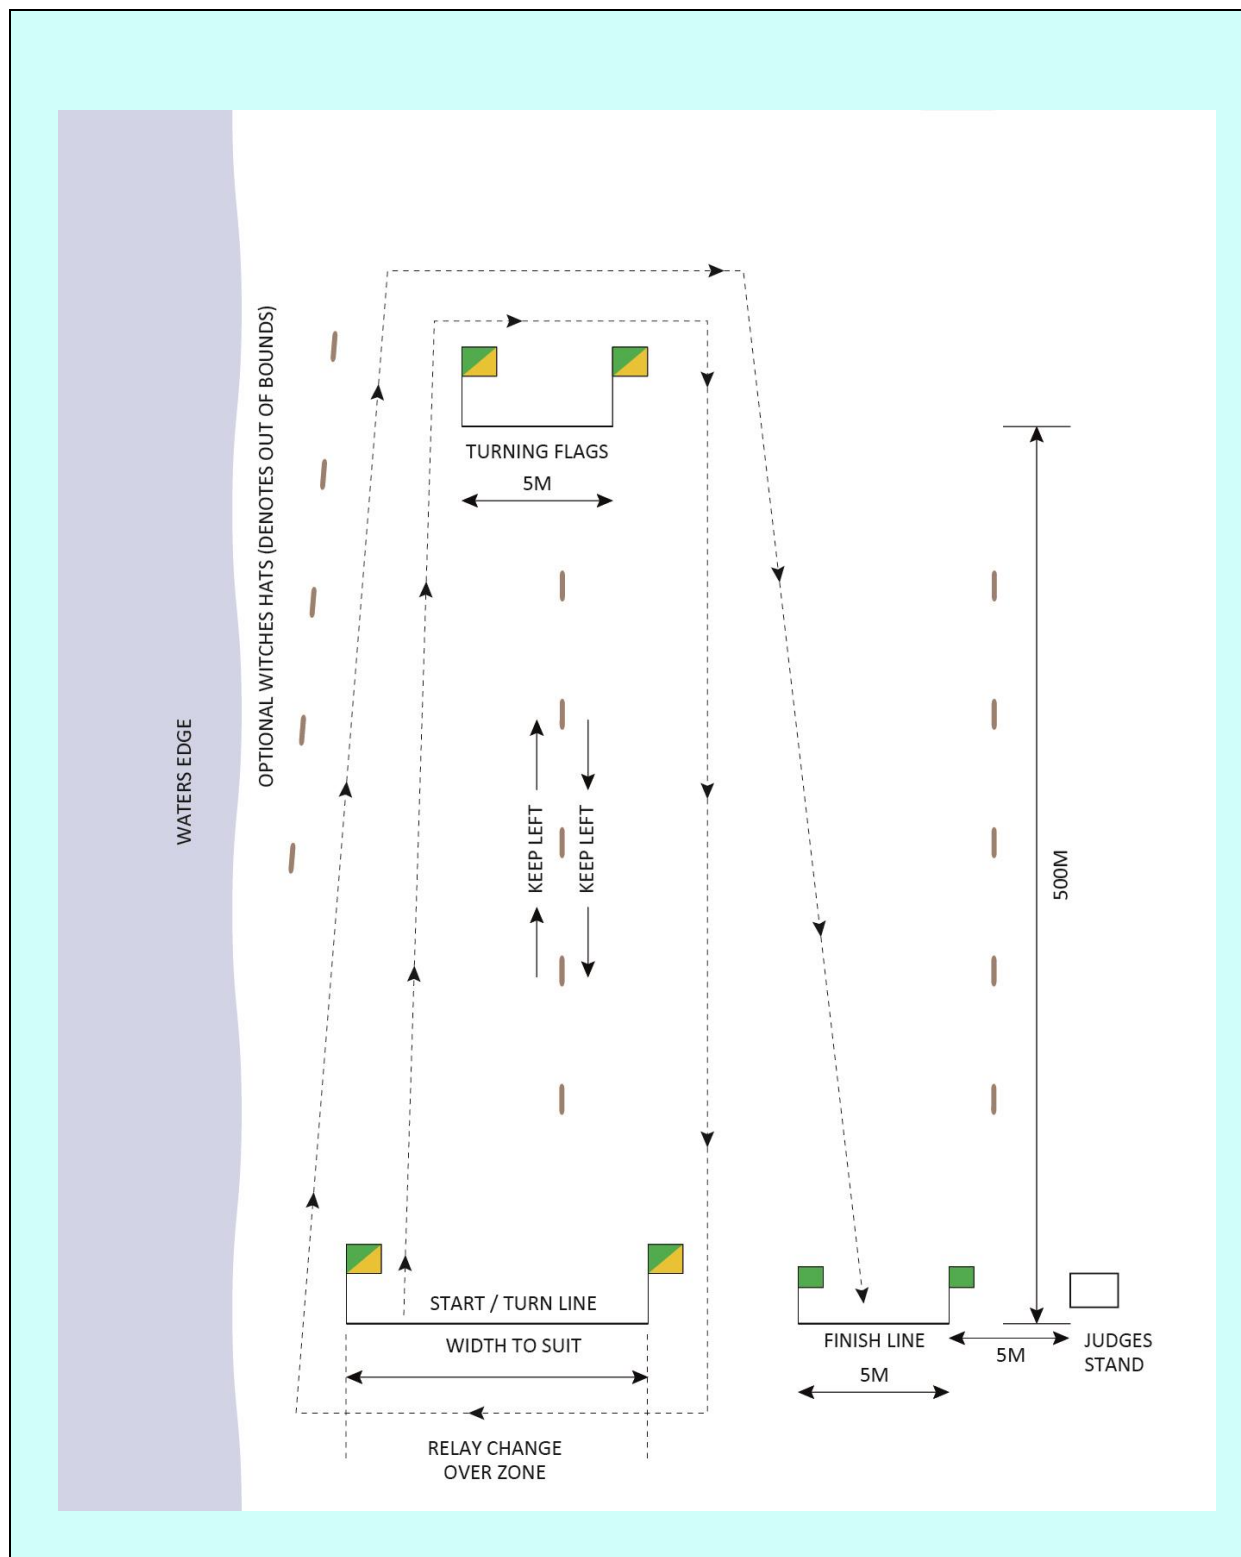 OPTIONAL WITCHES HATS (DENOTES OUT OF BOUNDS)
WATERS EDGE
TURNING FLAGS
5M
KEEP LEFT
KEEP LEFT
500M
START / TURN LINE
WIDTH TO SUIT
FINISH LINE
5M
5M
JUDGES
STAND
RELAY CHANGE
OVER ZONE